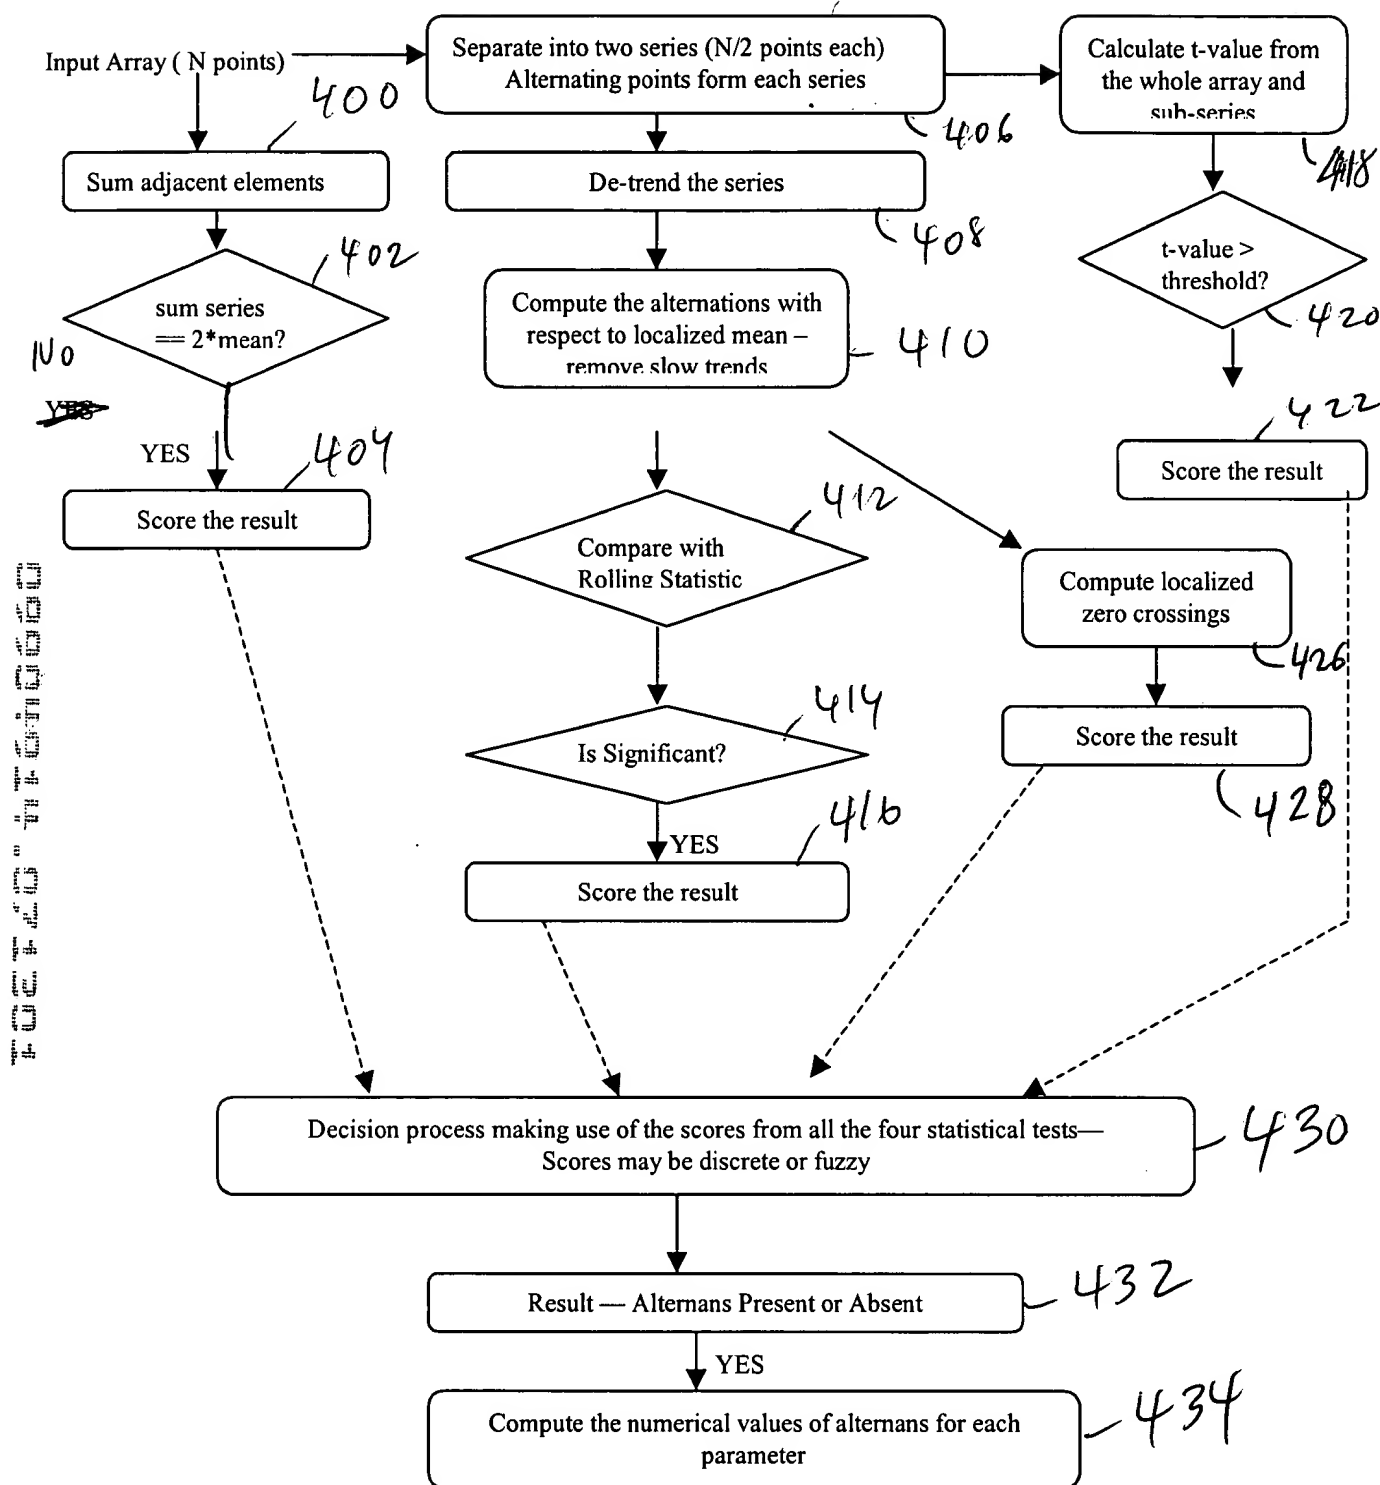 Input Array ( N points)
400
Separate into two series (N/2 points each)
Alternating points form each series
406
Calculate t-value from
the whole array and
sub-series
418
Sum adjacent elements
De-trend the series
408
402
sum series
== 2*mean?
No
YES
YES
404
Score the result
Compute the alternations with
respect to localized mean –
remove slow trends
410
t-value >
threshold?
420
422
Score the result
412
Compare with
Rolling Statistic
Compute localized
zero crossings
426
414
Is Significant?
Score the result
428
YES
416
Score the result
Decision process making use of the scores from all the four statistical tests—
Scores may be discrete or fuzzy
430
Result — Alternans Present or Absent
432
YES
Compute the numerical values of alternans for each
parameter
434